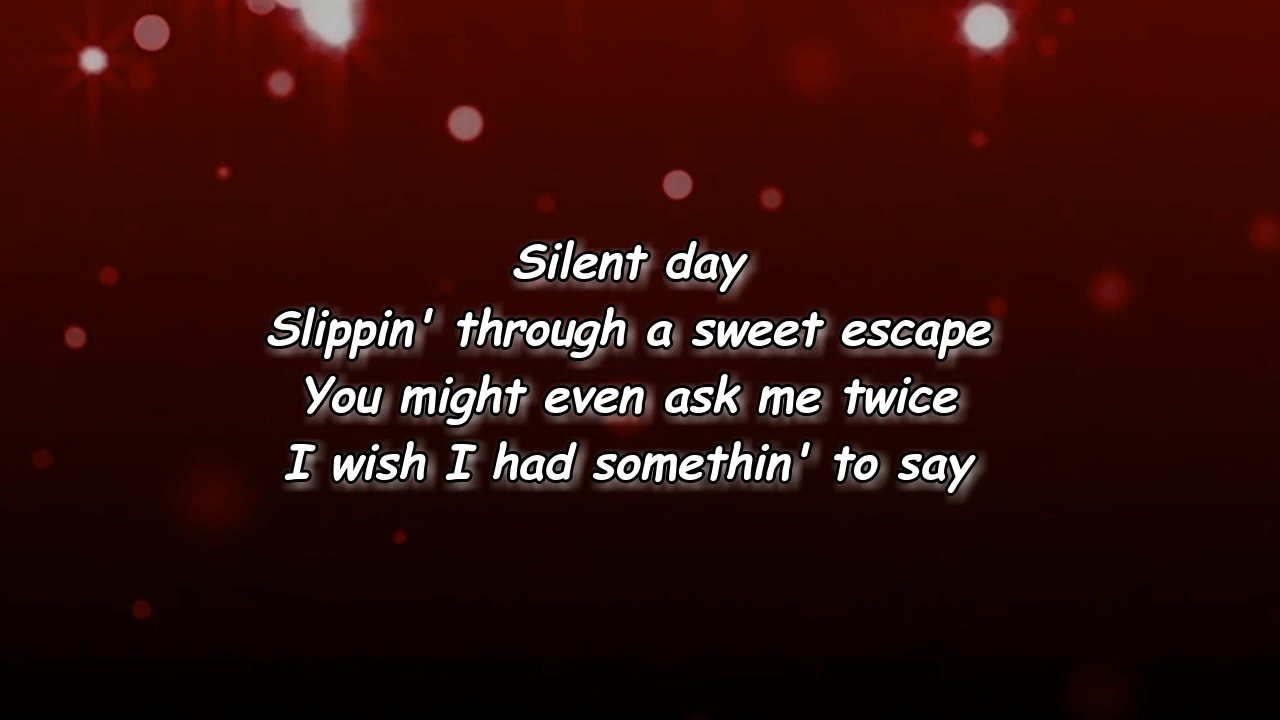 Silent day
Slippin' through a sweet escape
You might even ask me twice
I wish I had somethin' to say